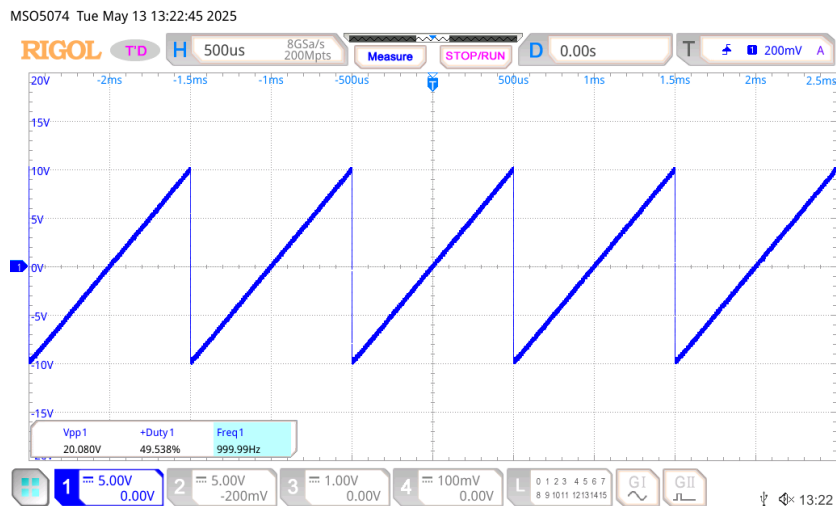 MSO5074 Tue May 13 13:22:45 2025
RIGOL T'D H 500us 8GSa/s 200Mpts Measure STOP/RUN D 0.00s T 1 200mV A
20V -2ms -1.5ms -1ms -500us T 500us 1ms 1.5ms 2ms 2.5ms
15V
10V
5V
1 0V
-5V
-10V
-15V
Vpp1 +Duty1 Freq1
20.080V 49.538% 999.99Hz
1 5.00V 0.00V 2 5.00V -200mV 3 1.00V 0.00V 4 100mV 0.00V L 0 1 2 3 4 5 6 7 GI GII
8 9 10 11 12 13 14 15 13:22